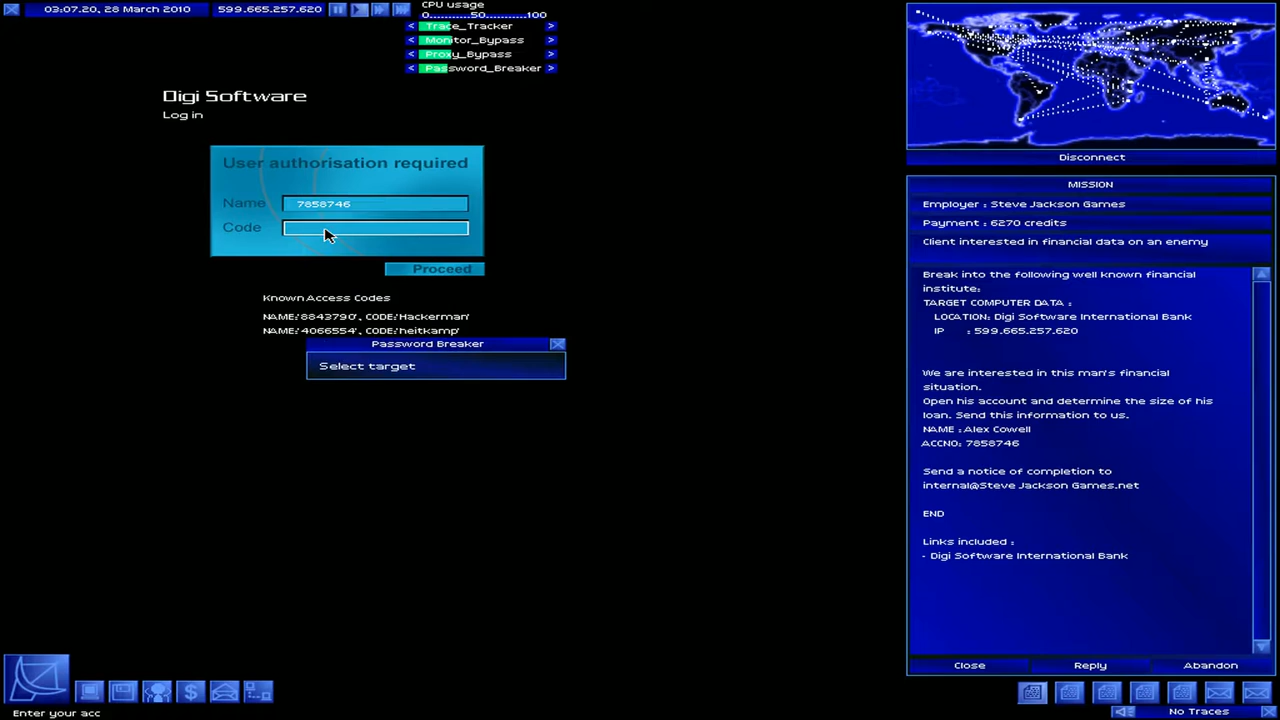 03:07.20, 28 March 2010
599.665.257.620
CPU usage
0..........50..........100
Trace_Tracker
Monitor_Bypass
Proxy_Bypass
Password_Breaker
Digi Software
Log in
User authorisation required
Name 7858746
Code
Proceed
Known Access Codes
NAME:'8843790', CODE:'Hackerman'
NAME:'4066554', CODE:'heitkamp'
Password Breaker
Select target
Disconnect
MISSION
Employer : Steve Jackson Games
Payment : 6270 credits
Client interested in financial data on an enemy
Break into the following well known financial
institute:
TARGET COMPUTER DATA :
LOCATION: Digi Software International Bank
IP : 599.665.257.620
We are interested in this man's financial
situation.
Open his account and determine the size of his
loan. Send this information to us.
NAME : Alex Cowell
ACCNO: 7858746
Send a notice of completion to
internal@Steve Jackson Games.net
END
Links included :
- Digi Software International Bank
Close
Reply
Abandon
Enter your acc
No Traces